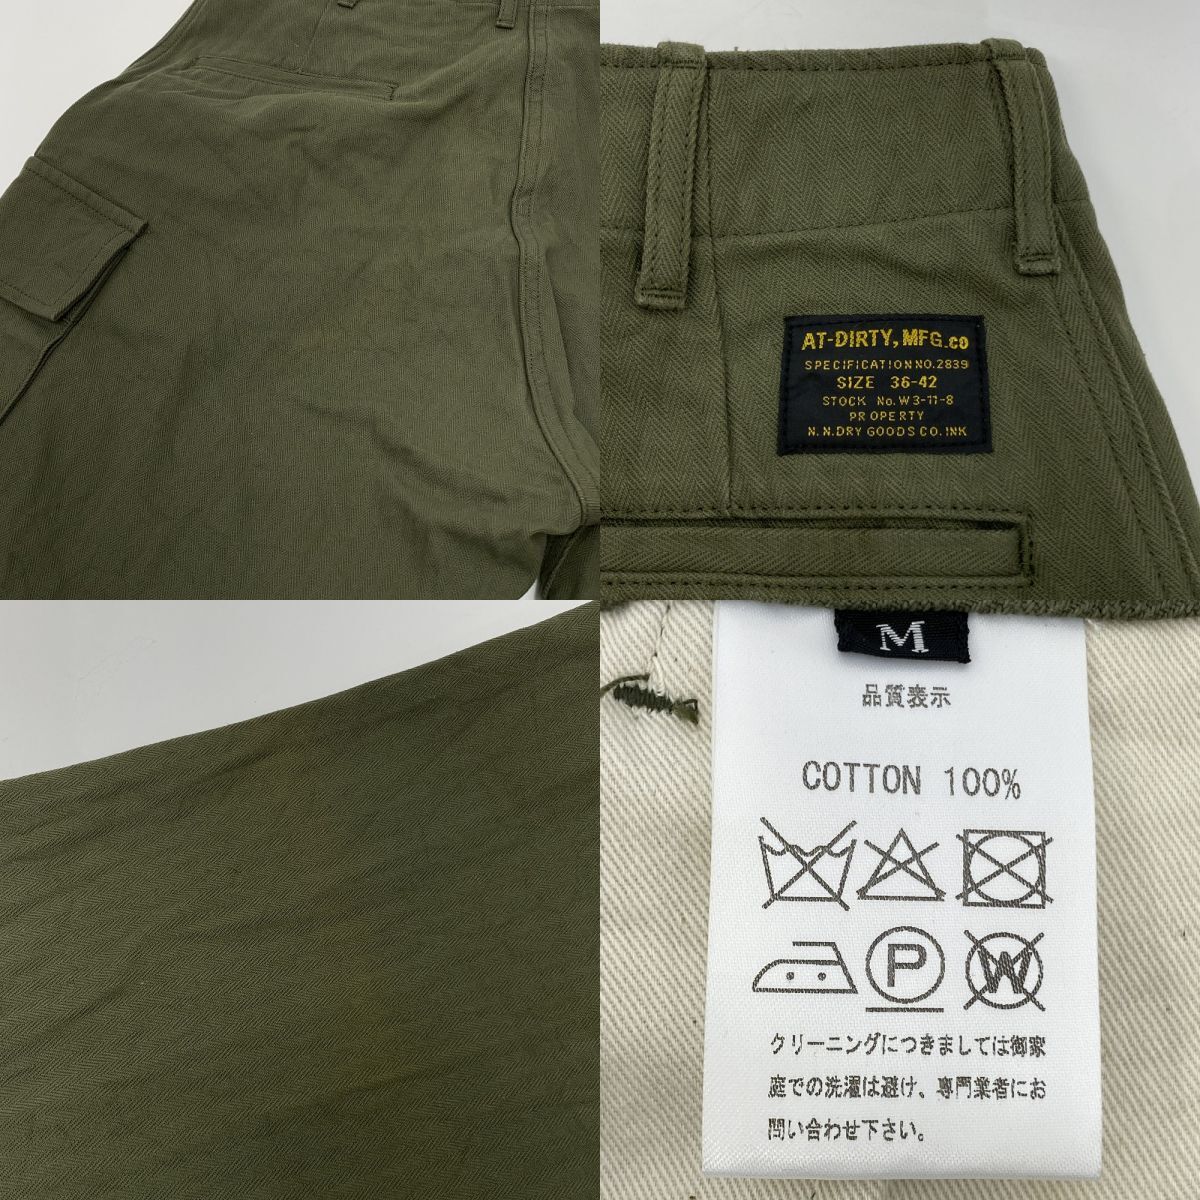 AT-DIRTY, MFG.co
SPECIFICATION NO.2839
SIZE 36-42
STOCK No.W3-11-8
PROPERTY
N.N.DRY GOODS CO.INK
M
品質表示
COTTON 100%
P
W
クリーニングにつきましては御家
庭での洗濯は避け、専門業者にお
問い合わせ下さい。